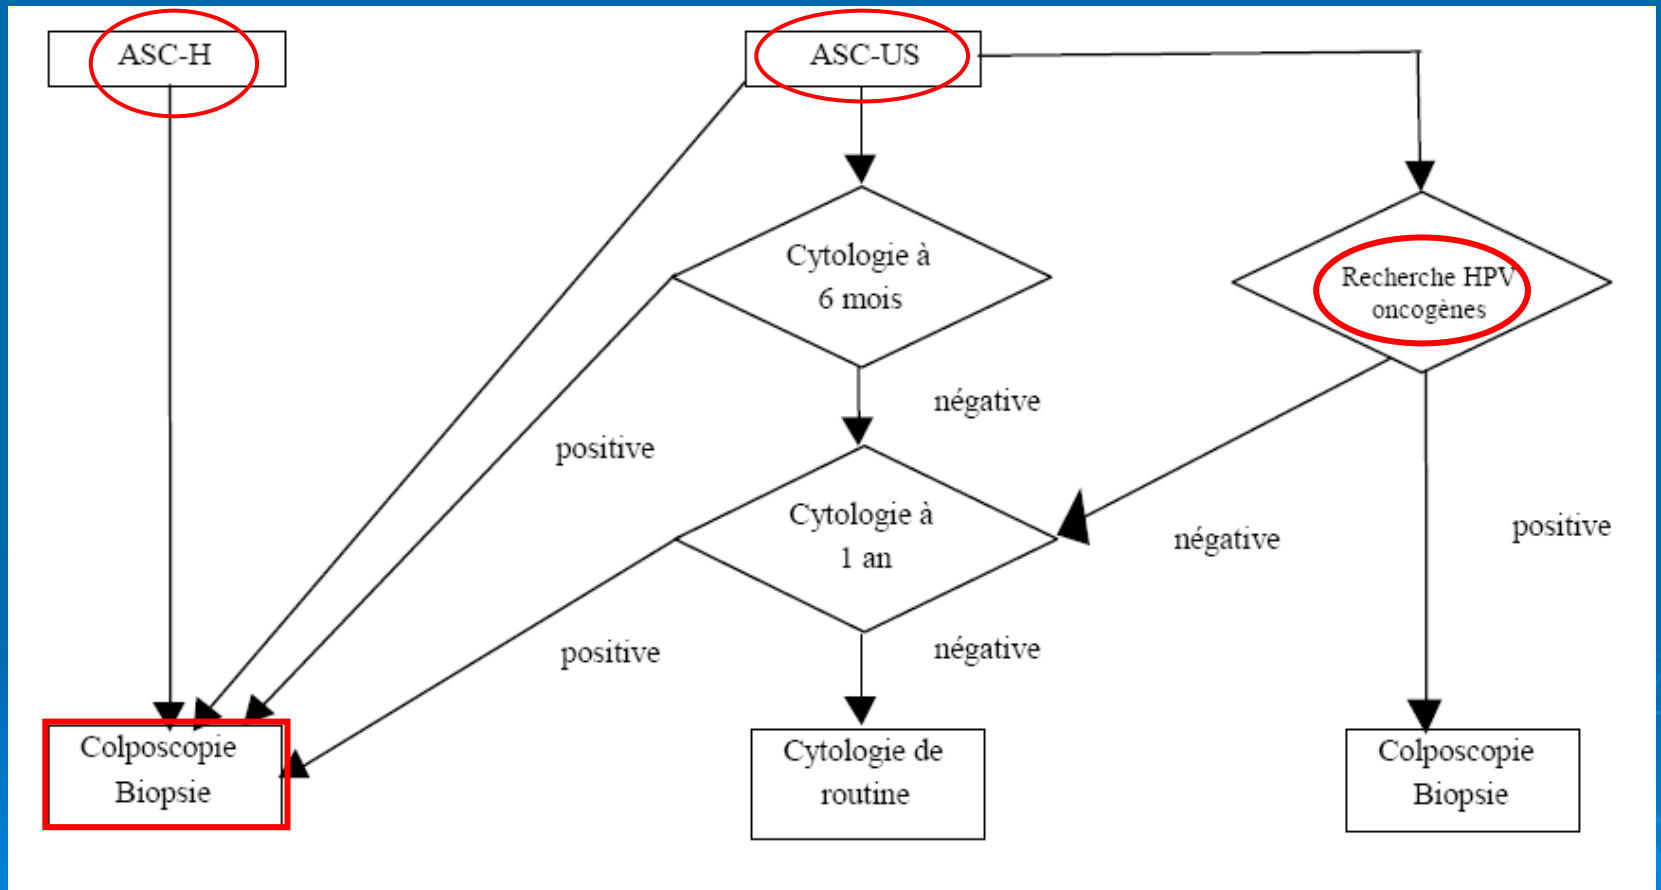 ASC-H
ASC-US
Cytologie à
6 mois
Recherche HPV
oncogènes
négative
positive
Cytologie à
1 an
négative
positive
positive
négative
Colposcopie
Biopsie
Cytologie de
routine
Colposcopie
Biopsie